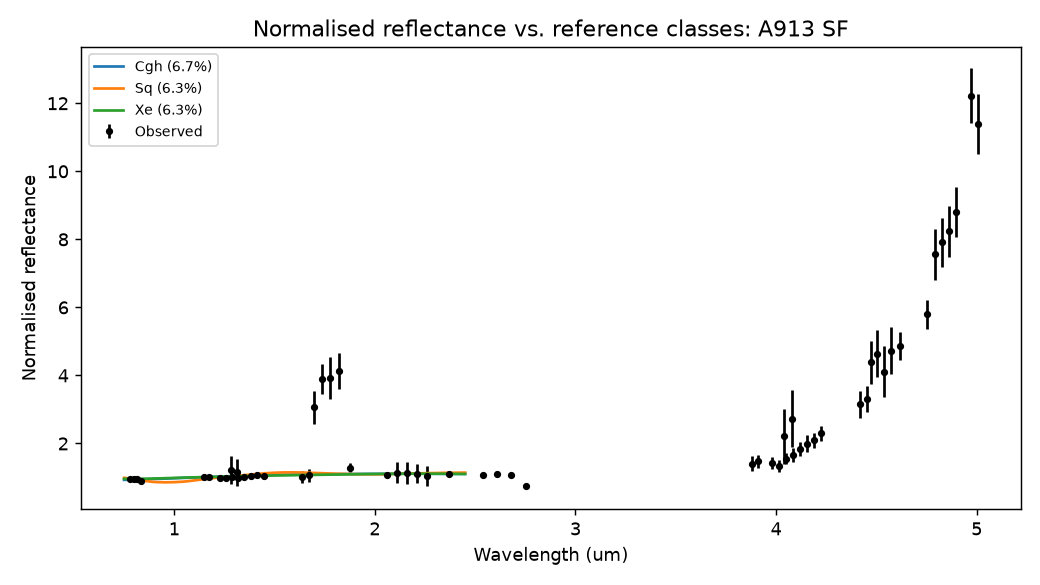 Normalised reflectance vs. reference classes: A913 SF
Cgh (6.7%)
Sq (6.3%)
Xe (6.3%)
Observed
Normalised reflectance
12
10
8
6
4
2
1 2 3 4 5
Wavelength (um)